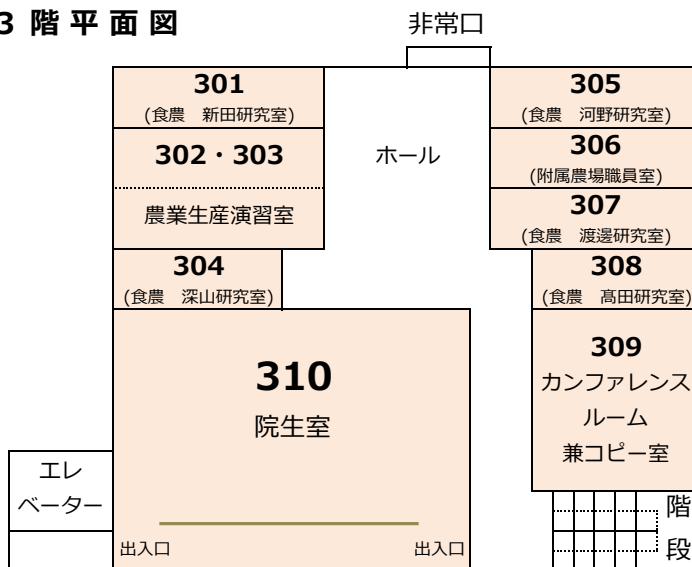 3 階 平 面 図
非常口
301
(食農 新田研究室)
302・303
農業生産演習室
304
(食農 深山研究室)
ホール
305
(食農 河野研究室)
306
(附属農場職員室)
307
(食農 渡邊研究室)
308
(食農 髙田研究室)
309
カンファレンス
ルーム
兼コピー室
310
院生室
エレ
ベーター
出入口
出入口
階
段